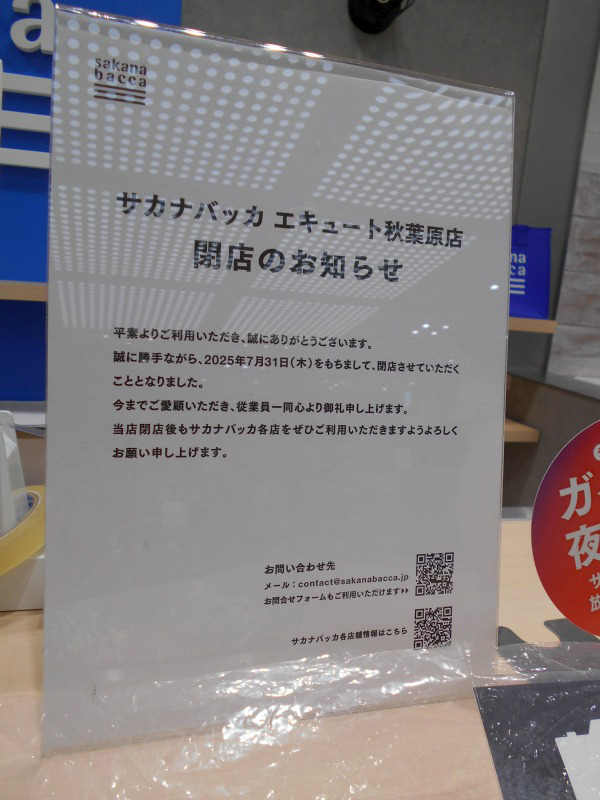 a
sakana
bacca
サカナバッカ エキュート秋葉原店
閉店のお知らせ
平素よりご利用いただき、誠にありがとうございます。
誠に勝手ながら、2025年7月31日(木)をもちまして、閉店させていただく
こととなりました。
今までご愛顧いただき、従業員一同心より御礼申し上げます。
当店閉店後もサカナバッカ各店をぜひご利用いただきますようよろしく
お願い申し上げます。
お問い合わせ先
メール：contact@sakanabacca.jp
お問合せフォームもご利用いただけます▸▸
サカナバッカ各店舗情報はこちら
na
cca
ガ
夜
サ
放